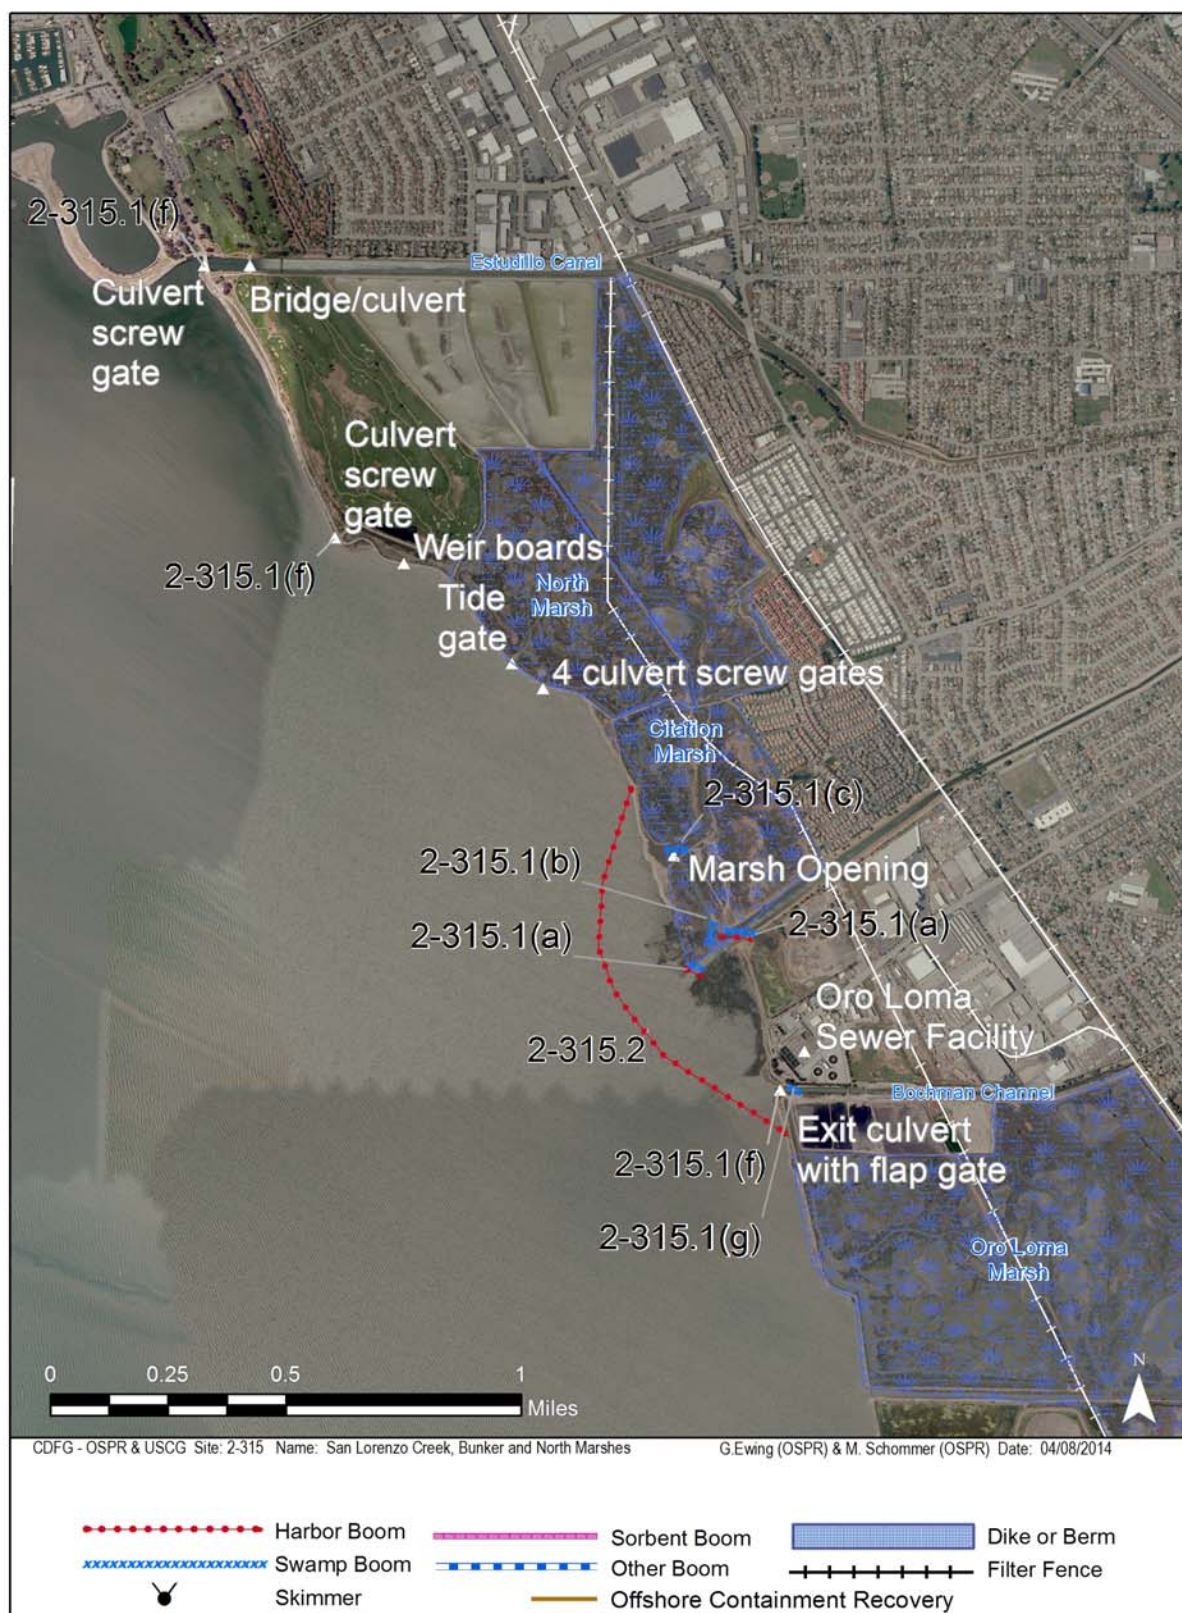 2-315.1(f)
Estudillo Canal
Culvert
screw
gate
Bridge/culvert
Culvert
screw
gate
Weir boards
2-315.1(f)
North
Marsh
Tide
gate
4 culvert screw gates
Citation
Marsh
2-315.1(c)
2-315.1(b)
Marsh Opening
2-315.1(a)
2-315.1(a)
Oro Loma
Sewer Facility
2-315.2
Bochman Channel
Exit culvert
with flap gate
2-315.1(f)
2-315.1(g)
Oro Loma
Marsh
0 0.25 0.5 1
Miles
N
CDFG - OSPR & USCG Site: 2-315 Name: San Lorenzo Creek, Bunker and North Marshes G.Ewing (OSPR) & M. Schommer (OSPR) Date: 04/08/2014
Harbor Boom
Sorbent Boom
Dike or Berm
Swamp Boom
Other Boom
Filter Fence
Skimmer
Offshore Containment Recovery